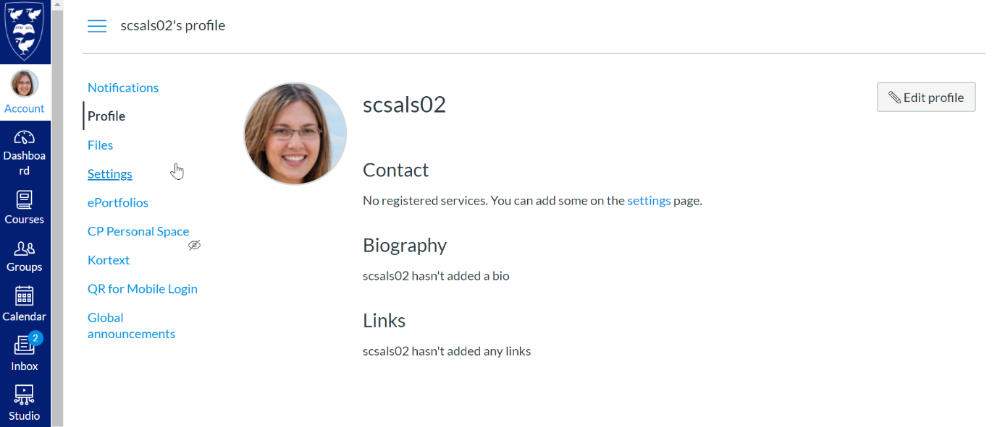 scsals02's profile
Account
Dashboa
rd
Courses
Groups
Calendar
2
Inbox
Studio
Notifications
Profile
Files
Settings
ePortfolios
CP Personal Space
Kortext
QR for Mobile Login
Global
announcements
scsals02
Edit profile
Contact
No registered services. You can add some on the settings page.
Biography
scsals02 hasn't added a bio
Links
scsals02 hasn't added any links